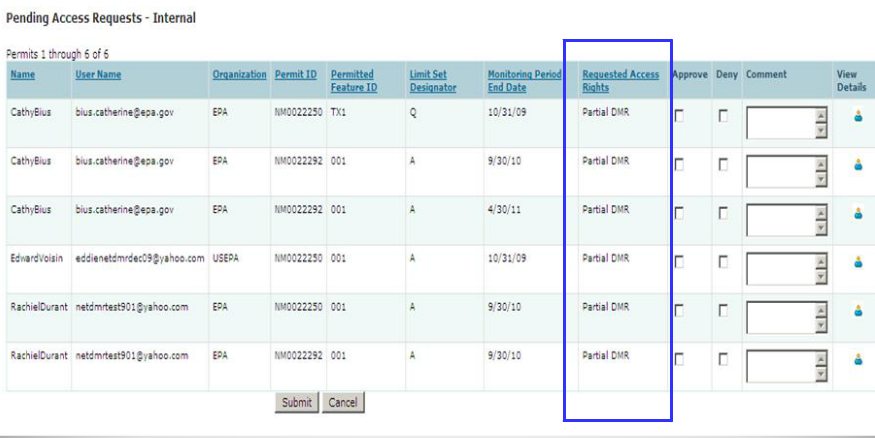 Pending Access Requests - Internal
Permits 1 through 6 of 6
Name User Name Organization Permit ID Permitted Feature ID Limit Set Designator Monitoring Period End Date Requested Access Rights Approve Deny Comment View Details
CathyBius bius.catherine@epa.gov EPA NM0022250 TX1 Q 10/31/09 Partial DMR
CathyBius bius.catherine@epa.gov EPA NM0022292 001 A 9/30/10 Partial DMR
CathyBius bius.catherine@epa.gov EPA NM0022292 001 A 4/30/11 Partial DMR
EdwardVoisin eddienetdmrdec09@yahoo.com USEPA NM0022250 001 A 10/31/09 Partial DMR
RachielDurant netdmrtest901@yahoo.com EPA NM0022250 001 A 9/30/10 Partial DMR
RachielDurant netdmrtest901@yahoo.com EPA NM0022292 001 A 9/30/10 Partial DMR
Submit Cancel